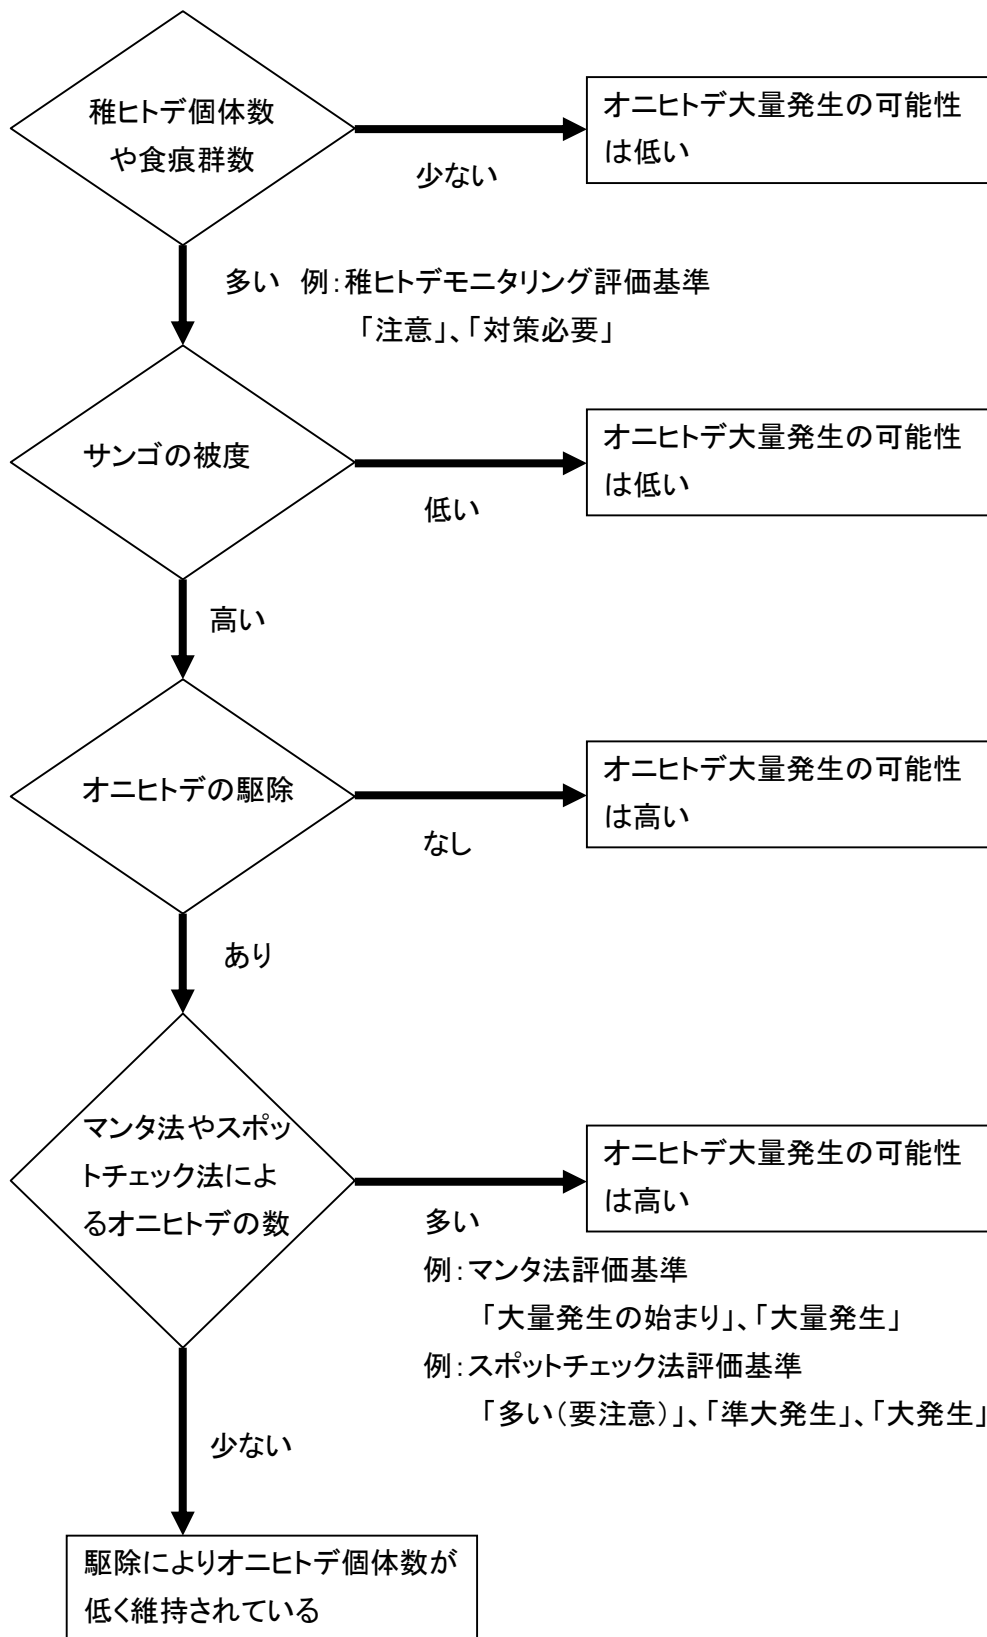 稚ヒトデ個体数
や食痕群数
少ない
オニヒトデ大量発生の可能性
は低い
多い 例：稚ヒトデモニタリング評価基準
「注意」、「対策必要」
サンゴの被度
低い
オニヒトデ大量発生の可能性
は低い
高い
オニヒトデの駆除
なし
オニヒトデ大量発生の可能性
は高い
あり
マンタ法やスポッ
トチェック法によ
るオニヒトデの数
オニヒトデ大量発生の可能性
は高い
多い
例：マンタ法評価基準
「大量発生の始まり」、「大量発生」
例：スポットチェック法評価基準
「多い（要注意）」、「準大発生」、「大発生」
少ない
駆除によりオニヒトデ個体数が
低く維持されている